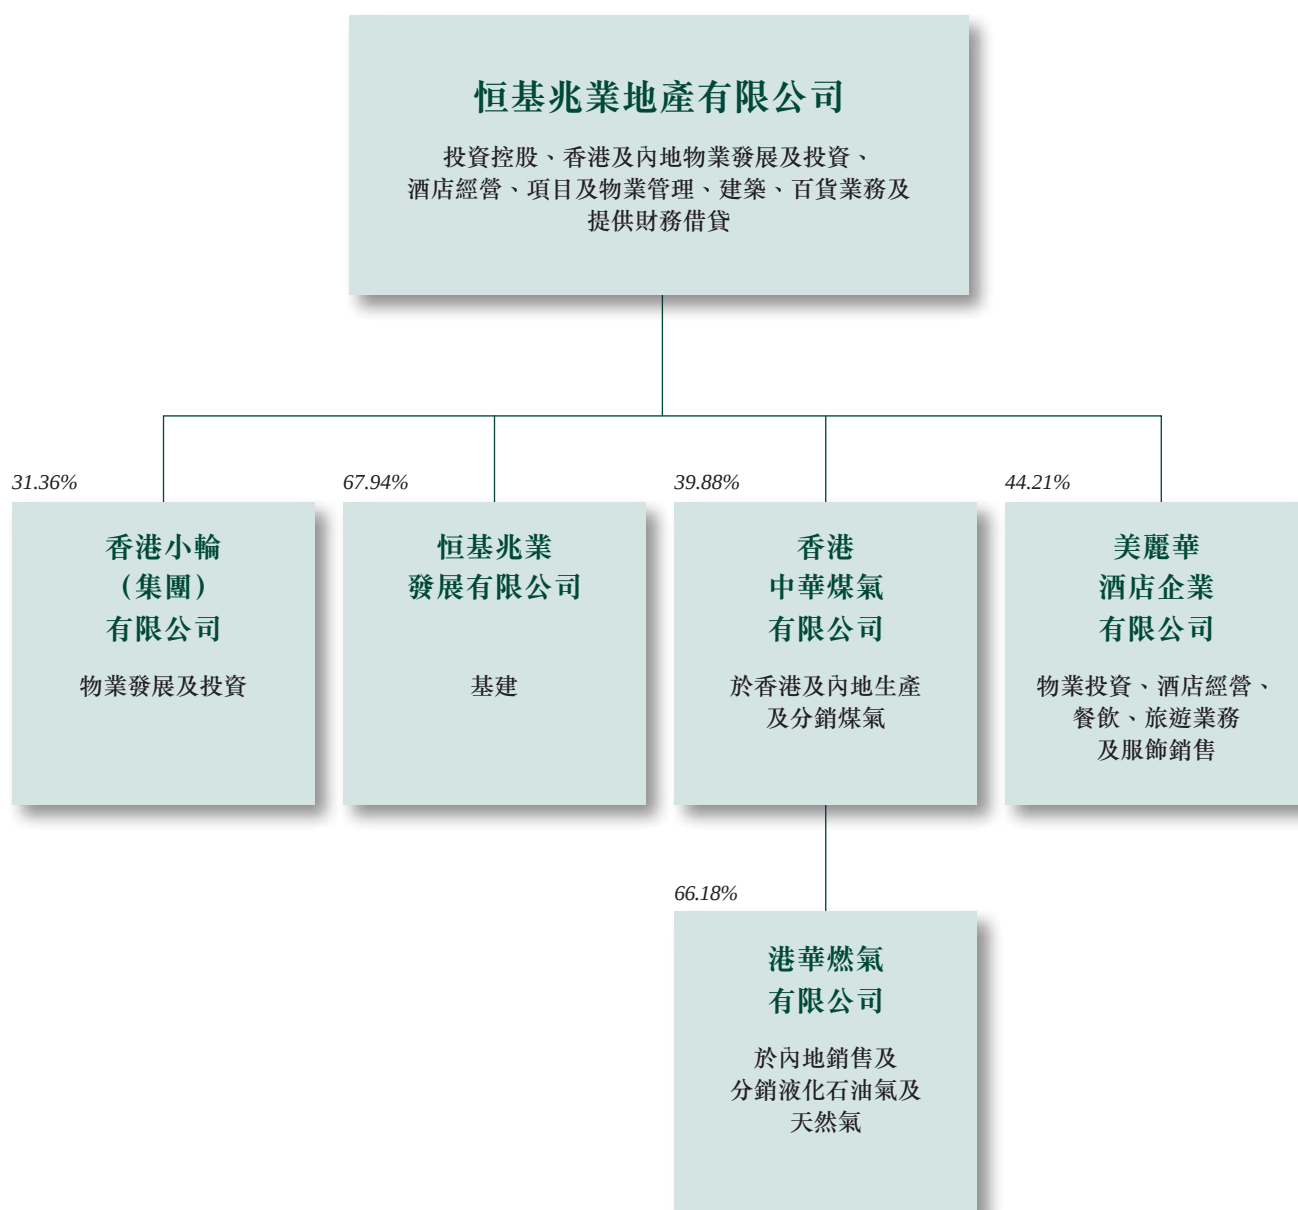 恒基兆業地產有限公司
投資控股、香港及內地物業發展及投資、
酒店經營、項目及物業管理、建築、百貨業務及
提供財務借貸
31.36%
香港小輪
（集團）
有限公司
物業發展及投資
67.94%
恒基兆業
發展有限公司
基建
39.88%
香港
中華煤氣
有限公司
於香港及內地生產
及分銷煤氣
44.21%
美麗華
酒店企業
有限公司
物業投資、酒店經營、
餐飲、旅遊業務
及服飾銷售
66.18%
港華燃氣
有限公司
於內地銷售及
分銷液化石油氣及
天然氣